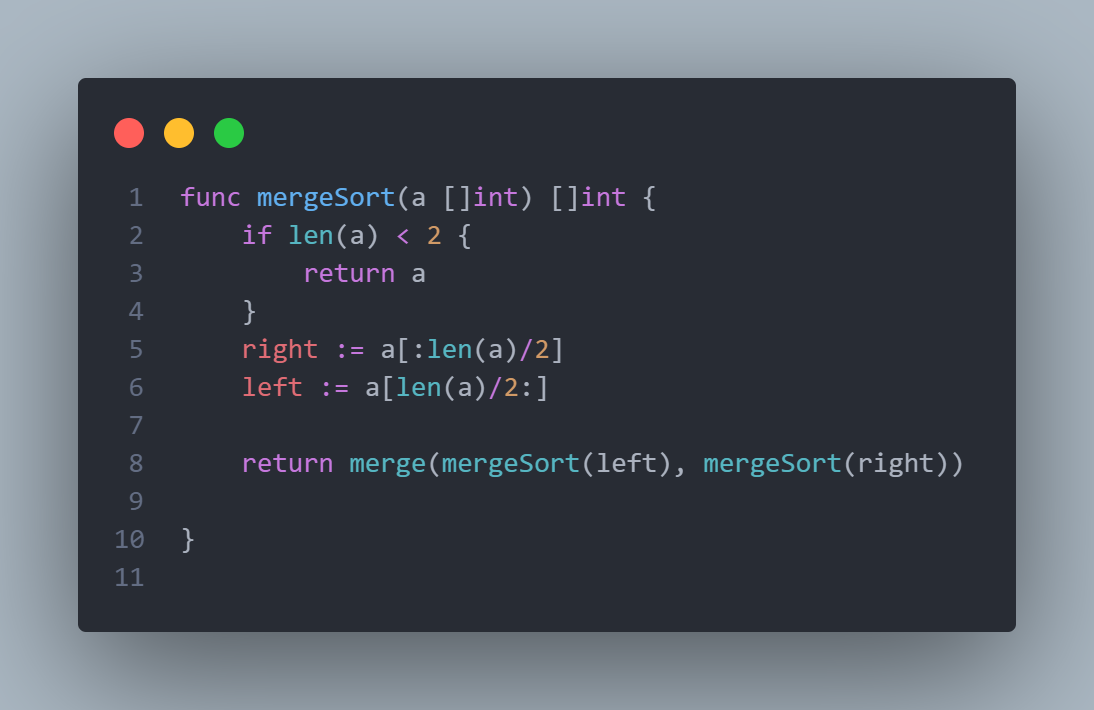 1 func mergeSort(a []int) []int {
2     if len(a) < 2 {
3         return a
4     }
5     right := a[:len(a)/2]
6     left := a[len(a)/2:]
7
8     return merge(mergeSort(left), mergeSort(right))
9
10 }
11